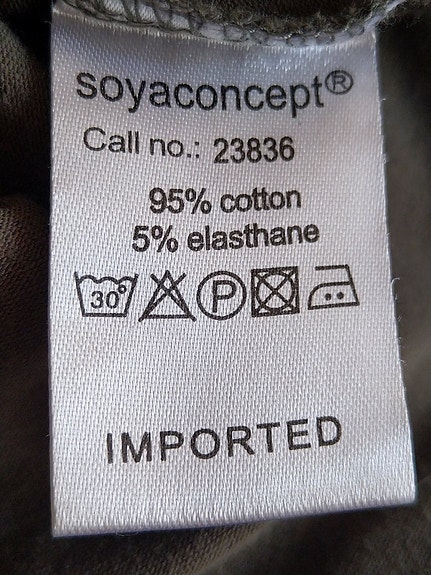 soyaconcept®
Call no.: 23836
95% cotton
5% elasthane
30° P
IMPORTED